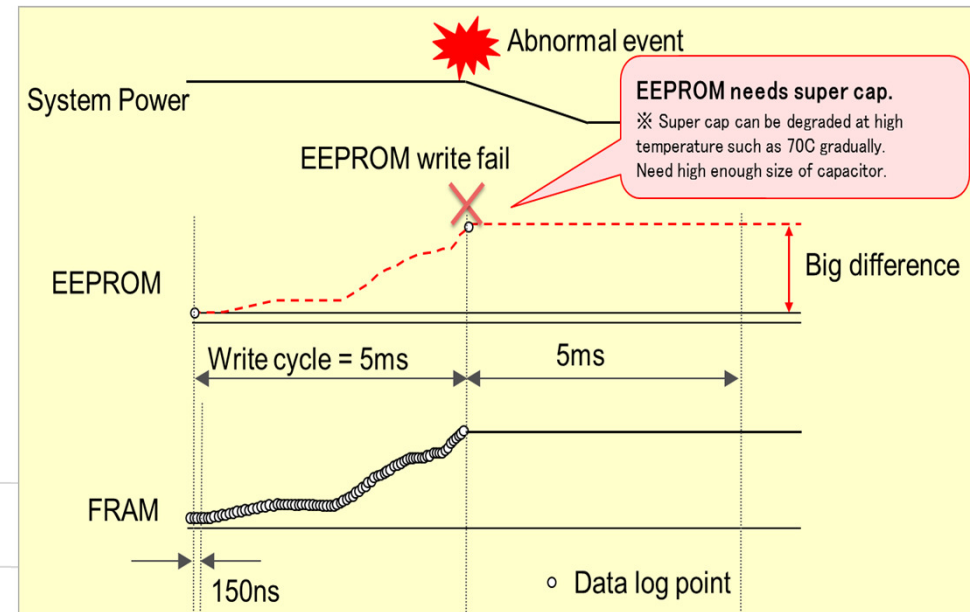 Abnormal event
System Power
EEPROM needs super cap.
※ Super cap can be degraded at high
temperature such as 70C gradually.
Need high enough size of capacitor.
EEPROM write fail
EEPROM
Big difference
Write cycle = 5ms
5ms
FRAM
150ns
Data log point